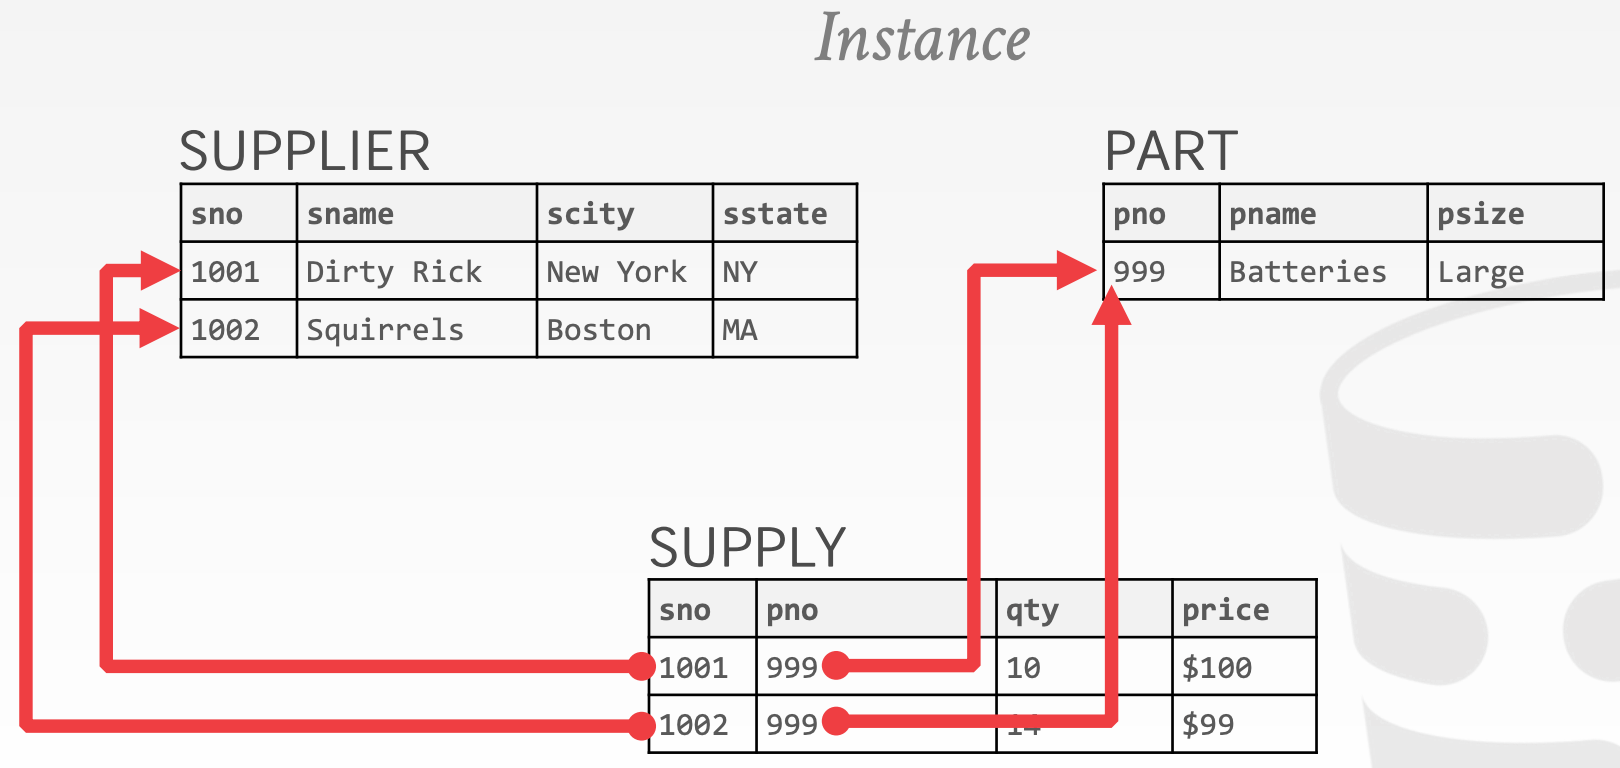 Instance
SUPPLIER
sno sname scity sstate
1001 Dirty Rick New York NY
1002 Squirrels Boston MA
PART
pno pname psize
999 Batteries Large
SUPPLY
sno pno qty price
1001 999 10 $100
1002 999 14 $99